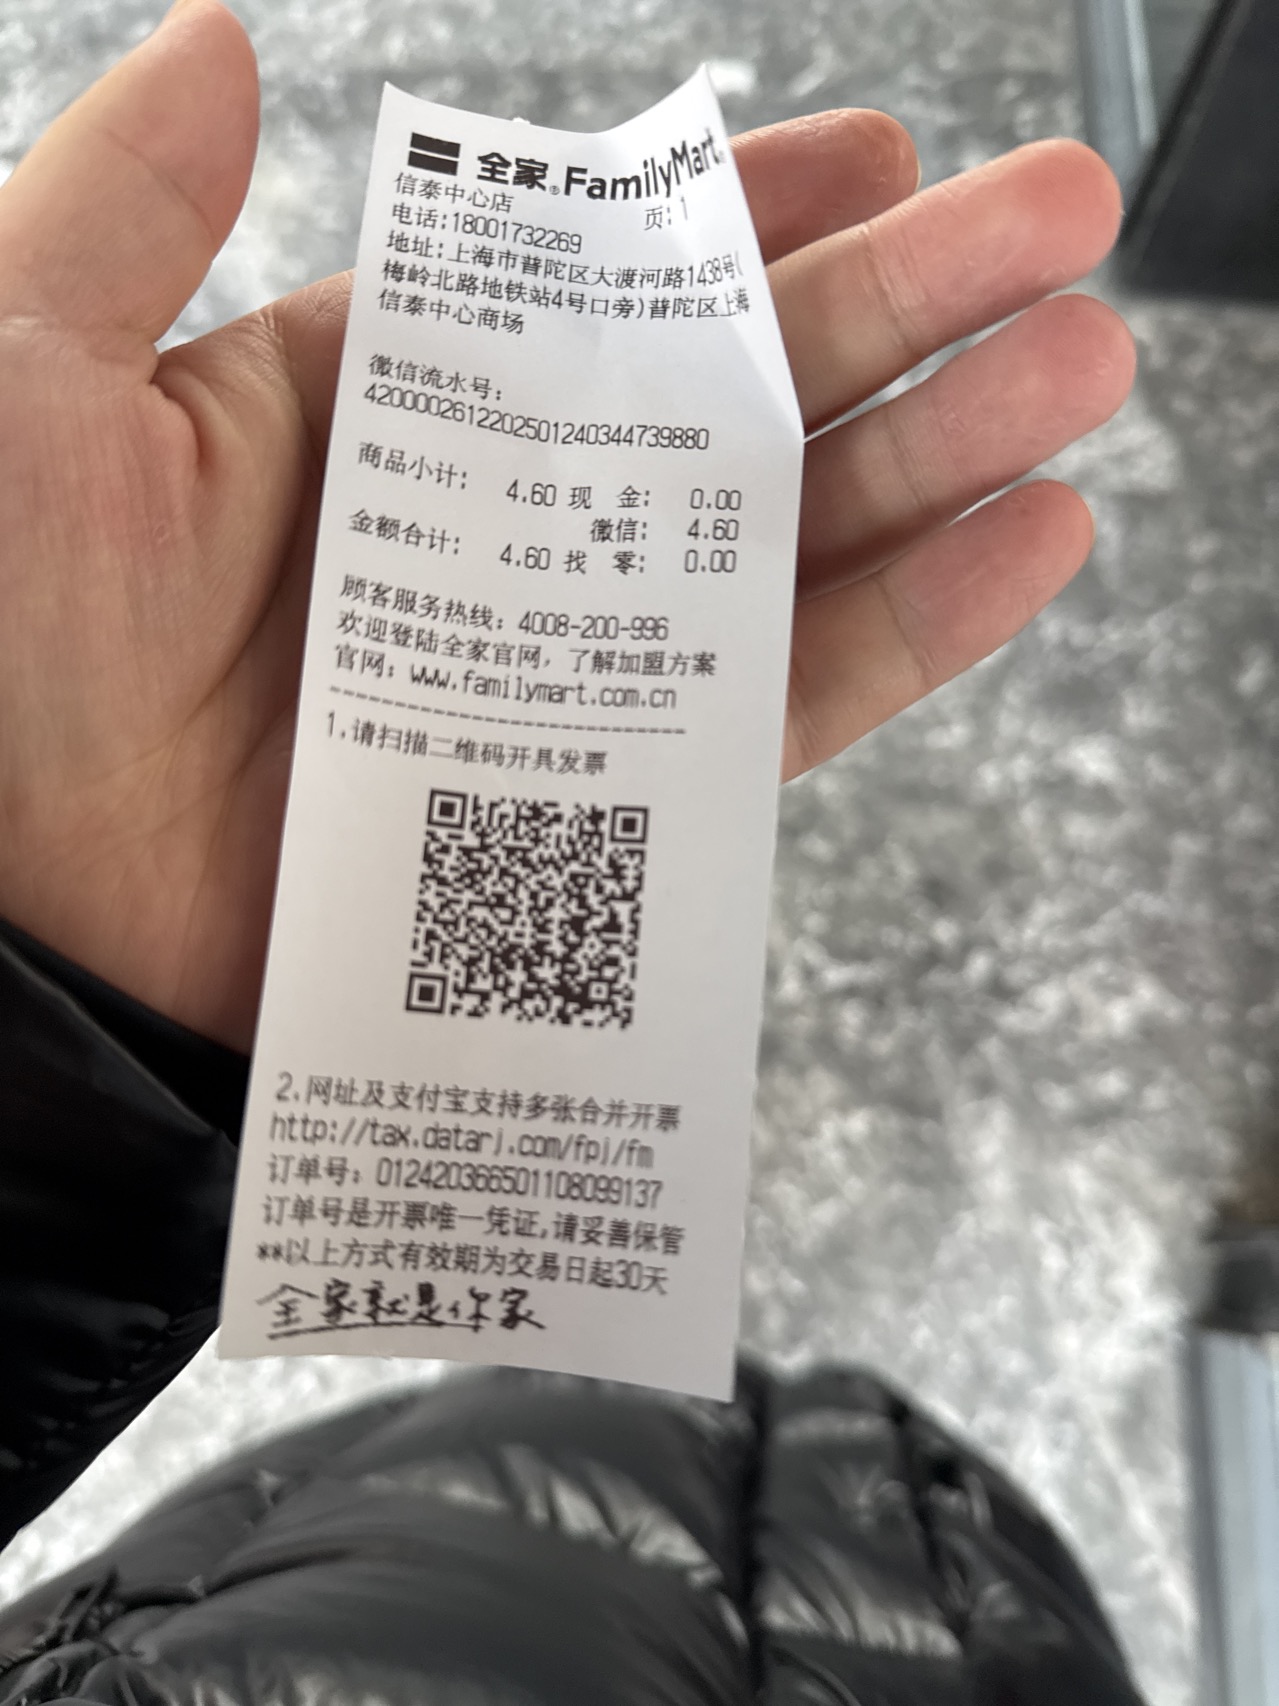 全家® FamilyMart
信泰中心店 页: 1
电话:18001732269
地址:上海市普陀区大渡河路1438号(
梅岭北路地铁站4号口旁)普陀区上海
信泰中心商场
微信流水号:
4200002612202501240344739880
商品小计: 4.60 现 金: 0.00
微信: 4.60
金额合计: 4.60 找 零: 0.00
顾客服务热线: 4008-200-996
欢迎登陆全家官网,了解加盟方案
官网: www.familymart.com.cn
--------------------------------
1.请扫描二维码开具发票
2.网址及支付宝支持多张合并开票
http://tax.datarj.com/fpj/fm
订单号: 012420366501108099137
订单号是开票唯一凭证,请妥善保管
**以上方式有效期为交易日起30天
全家就是你家